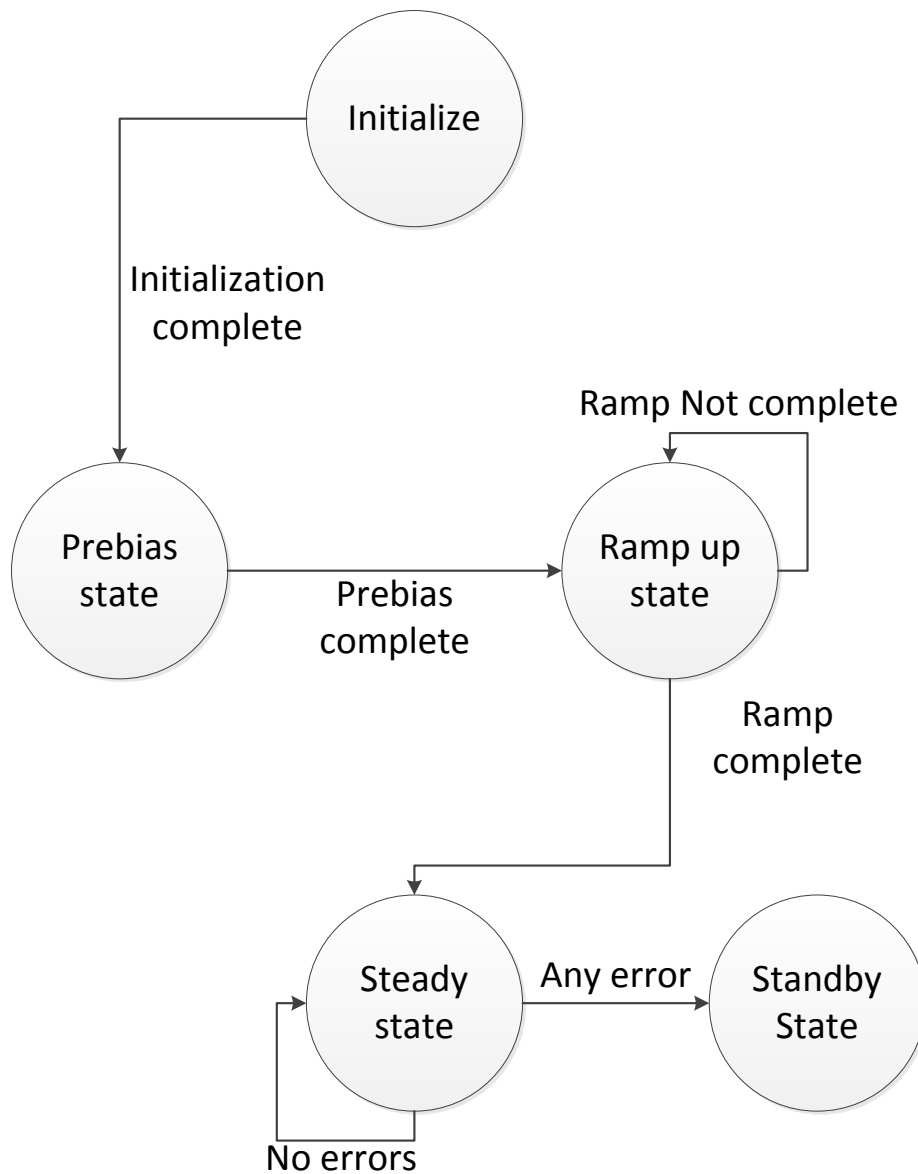 Initialize
Initialization
complete
Ramp Not complete
Prebias
state
Ramp up
state
Prebias
complete
Ramp
complete
Steady
state
Any error
Standby
State
No errors